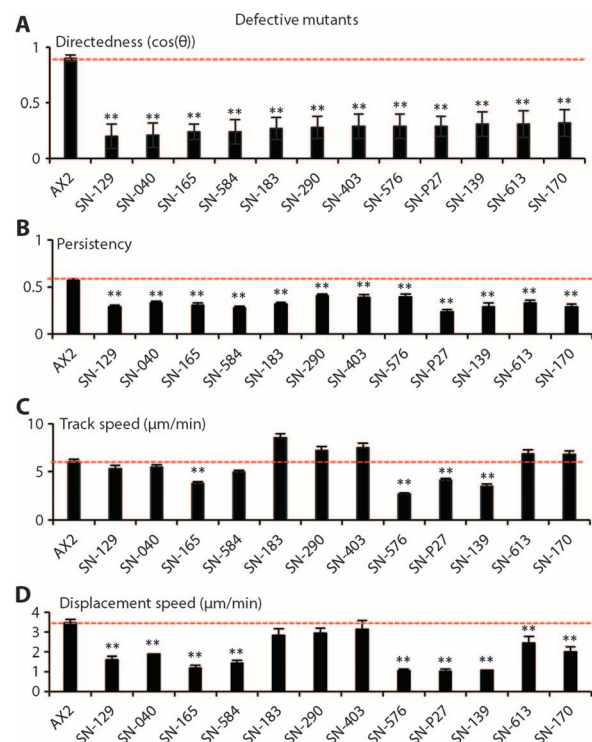 Defective mutants
A
Directedness (cos(θ))
1
0.5
0
** ** ** ** ** ** ** ** ** ** ** **
AX2 SN-129 SN-040 SN-165 SN-584 SN-183 SN-290 SN-403 SN-576 SN-P27 SN-139 SN-613 SN-170
B
Persistency
1
0.5
0
** ** ** ** ** ** ** ** ** ** ** **
AX2 SN-129 SN-040 SN-165 SN-584 SN-183 SN-290 SN-403 SN-576 SN-P27 SN-139 SN-613 SN-170
C
Track speed (µm/min)
10
5
0
** ** ** **
AX2 SN-129 SN-040 SN-165 SN-584 SN-183 SN-290 SN-403 SN-576 SN-P27 SN-139 SN-613 SN-170
D
Displacement speed (µm/min)
4
3
2
1
0
** ** ** ** ** ** ** ** **
AX2 SN-129 SN-040 SN-165 SN-584 SN-183 SN-290 SN-403 SN-576 SN-P27 SN-139 SN-613 SN-170